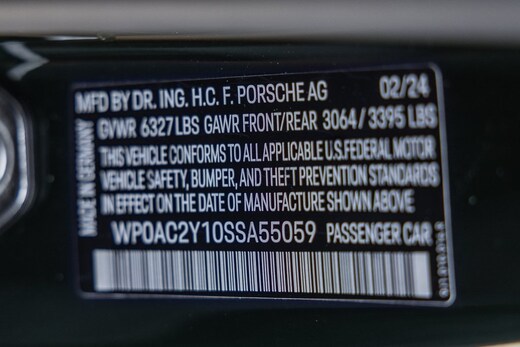 MFD BY DR. ING. H.C. F. PORSCHE AG 02/24
GVWR 6327 LBS GAWR FRONT/REAR 3064 / 3395 LBS
THIS VEHICLE CONFORMS TO ALL APPLICABLE U.S. FEDERAL MOTOR
VEHICLE SAFETY, BUMPER, AND THEFT PREVENTION STANDARDS
IN EFFECT ON THE DATE OF MANUFACTURE SHOWN ABOVE
WP0AC2Y10SSA55059 PASSENGER CAR
MADE IN GERMANY